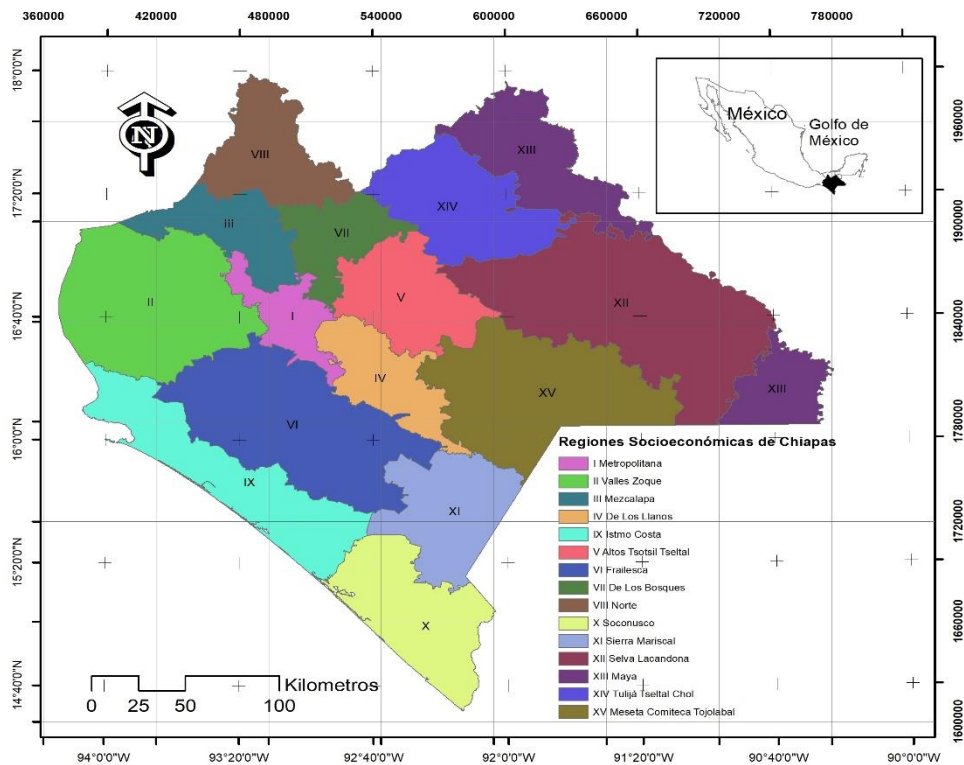 360000 420000 480000 540000 600000 660000 720000 780000
18°0'0"N
17°20'0"N
16°40'0"N
16°0'0"N
15°20'0"N
14°40'0"N
N
México
Golfo de
México
VIII
XIII
XIV
III
VII
V
XII
II
I
IV
XV
XIII
VI
IX
XI
X
Regiones Socioeconómicas de Chiapas
I Metropolitana
II Valles Zoque
III Mezcalapa
IV De Los Llanos
IX Istmo Costa
V Altos Tsotsil Tseltal
VI Frailesca
VII De Los Bosques
VIII Norte
X Soconusco
XI Sierra Mariscal
XII Selva Lacandona
XIII Maya
XIV Tulijá Tseltal Chol
XV Meseta Comiteca Tojolabal
Kilometros
0 25 50 100
1960000
1900000
1840000
1780000
1720000
1660000
1600000
94°0'0"W 93°20'0"W 92°40'0"W 92°0'0"W 91°20'0"W 90°40'0"W 90°0'0"W